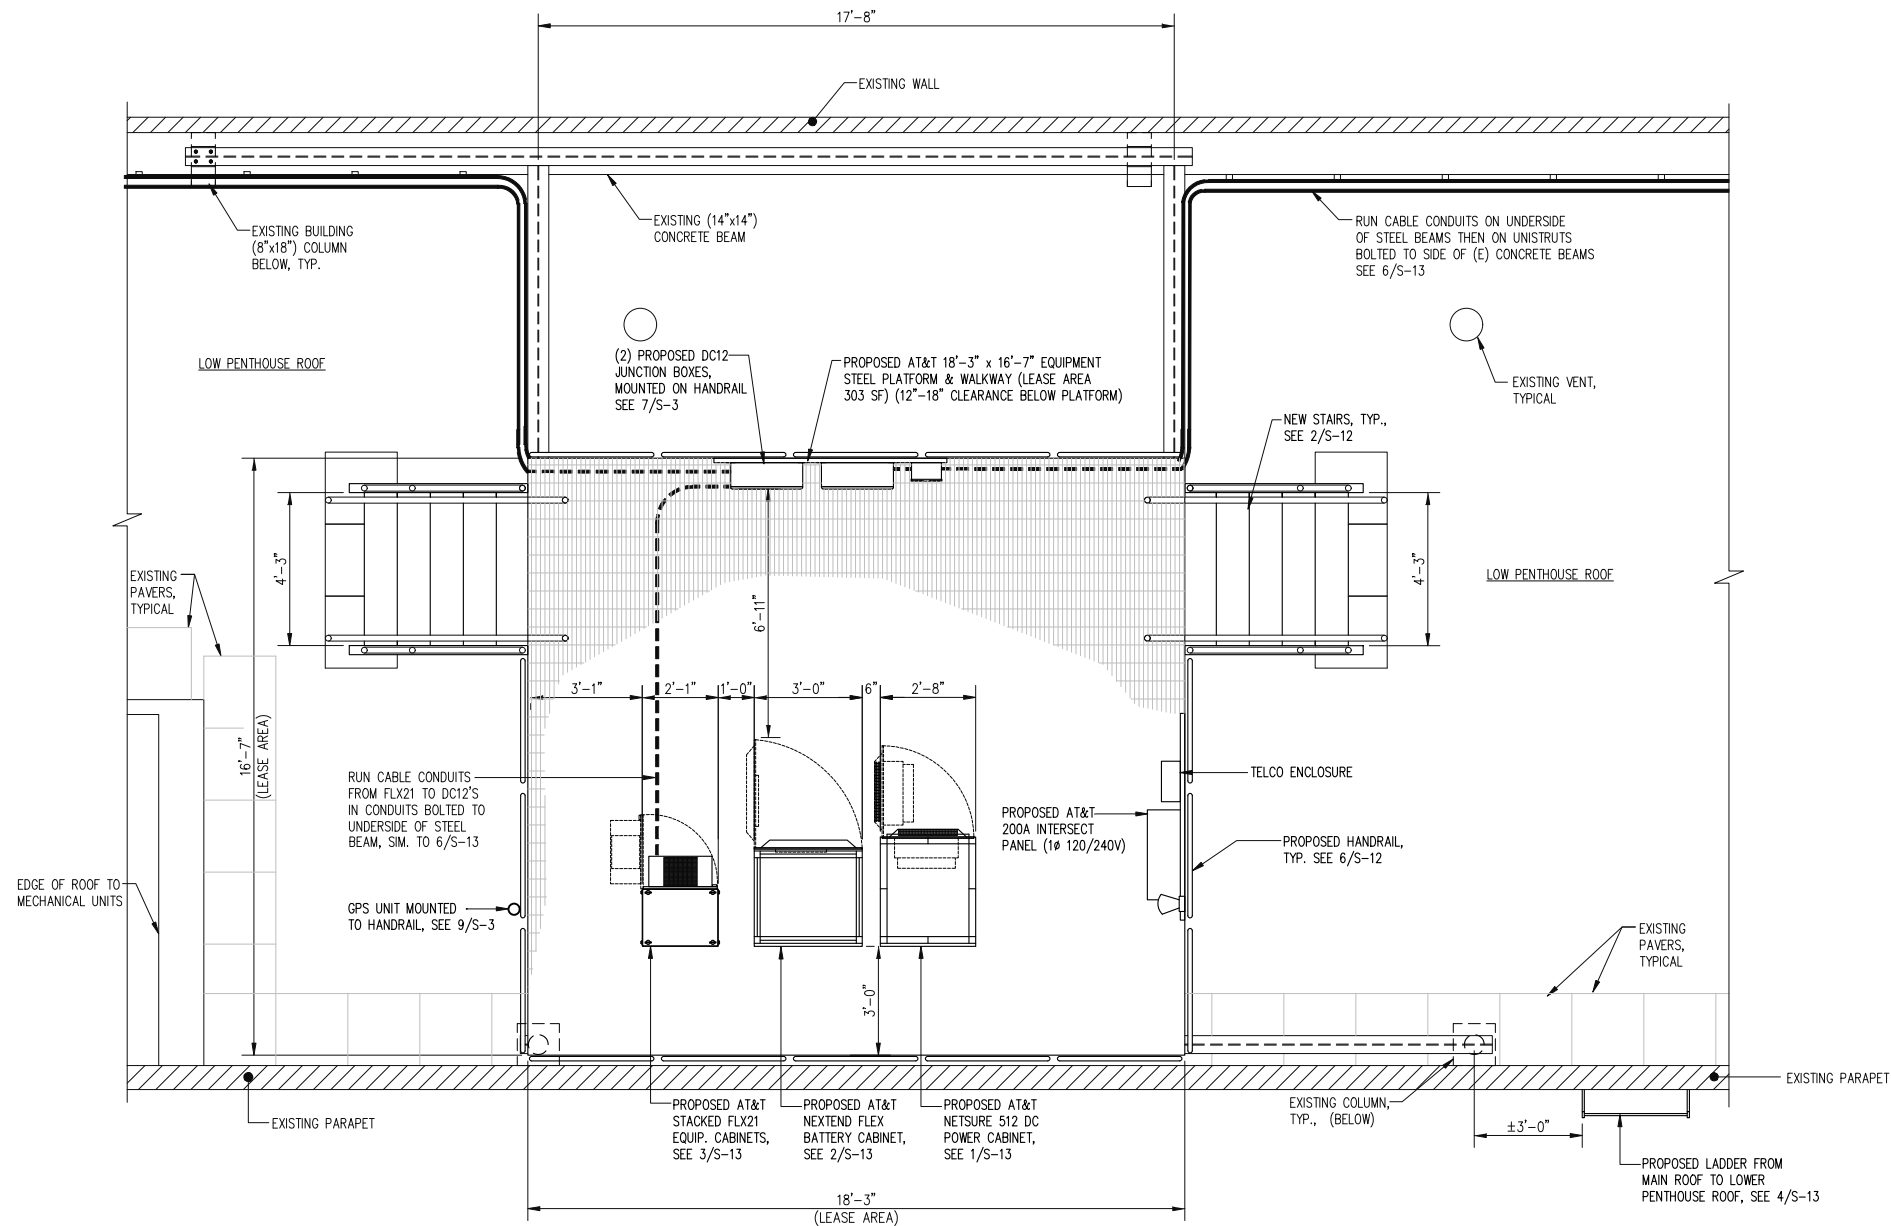 17'-8"
EXISTING WALL
EXISTING BUILDING
(8"x18") COLUMN
BELOW, TYP.
EXISTING (14"x14")
CONCRETE BEAM
RUN CABLE CONDUITS ON UNDERSIDE
OF STEEL BEAMS THEN ON UNISTRUTS
BOLTED TO SIDE OF (E) CONCRETE BEAMS
SEE 6/S-13
LOW PENTHOUSE ROOF
(2) PROPOSED DC12
JUNCTION BOXES,
MOUNTED ON HANDRAIL
SEE 7/S-3
PROPOSED AT&T 18'-3" x 16'-7" EQUIPMENT
STEEL PLATFORM & WALKWAY (LEASE AREA
303 SF) (12"-18" CLEARANCE BELOW PLATFORM)
EXISTING VENT,
TYPICAL
NEW STAIRS, TYP.,
SEE 2/S-12
4'-3"
4'-3"
EXISTING
PAVERS,
TYPICAL
LOW PENTHOUSE ROOF
6'-11"
3'-1"
2'-1"
1'-0"
3'-0"
6"
2'-8"
16'-7"
(LEASE AREA)
RUN CABLE CONDUITS
FROM FLX21 TO DC12'S
IN CONDUITS BOLTED TO
UNDERSIDE OF STEEL
BEAM, SIM. TO 6/S-13
TELCO ENCLOSURE
PROPOSED AT&T
200A INTERSECT
PANEL (1ø 120/240V)
PROPOSED HANDRAIL,
TYP. SEE 6/S-12
EDGE OF ROOF TO
MECHANICAL UNITS
GPS UNIT MOUNTED
TO HANDRAIL, SEE 9/S-3
EXISTING
PAVERS,
TYPICAL
3'-0"
EXISTING PARAPET
EXISTING PARAPET
PROPOSED AT&T
STACKED FLX21
EQUIP. CABINETS,
SEE 3/S-13
PROPOSED AT&T
NEXTEND FLEX
BATTERY CABINET,
SEE 2/S-13
PROPOSED AT&T
NETSURE 512 DC
POWER CABINET,
SEE 1/S-13
EXISTING COLUMN,
TYP., (BELOW)
±3'-0"
PROPOSED LADDER FROM
MAIN ROOF TO LOWER
PENTHOUSE ROOF, SEE 4/S-13
18'-3"
(LEASE AREA)